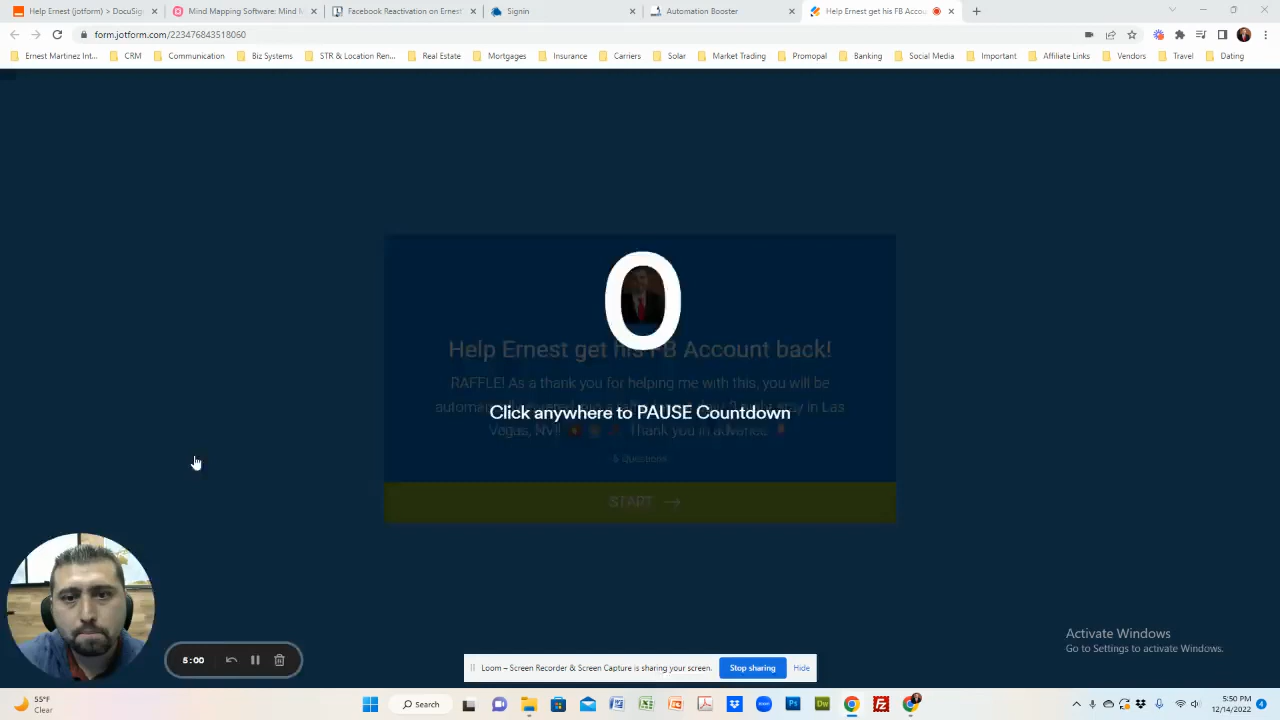 Help Ernest (jotform) > DocuSig
Mind Mapping Software: Mind M
Facebook Reactivation on Ernest
Signin
Automation Booster
Help Ernest get his FB Accou
form.jotform.com/223476843518060
Ernest Martinez Int... CRM Communication Biz Systems STR & Location Ren... Real Estate Mortgages Insurance Carriers Solar Market Trading Promopal Banking Social Media Important Affiliate Links Vendors Travel Dating
0
Help Ernest get his FB Account back!
RAFFLE! As a thank you for helping me with this, you will be
Click anywhere to PAUSE Countdown
in Las
Vegas, NV!! Thank you in advance
Questions
START →
5:00
Activate Windows
Go to Settings to activate Windows.
Loom – Screen Recorder & Screen Capture is sharing your screen. Stop sharing Hide
55°F
Clear
Search
5:50 PM
12/14/2022